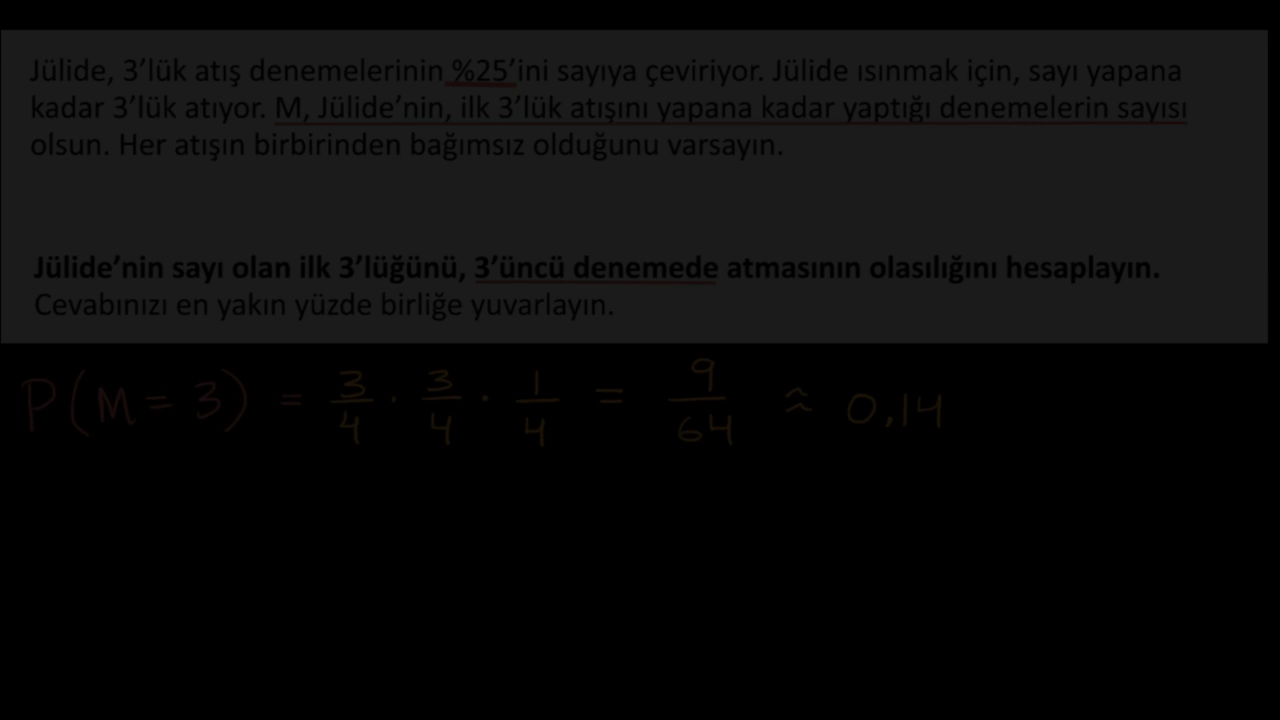 Jülide, 3’lük atış denemelerinin %25’ini sayıya çeviriyor. Jülide ısınmak için, sayı yapana
kadar 3’lük atıyor. M, Jülide’nin, ilk 3’lük atışını yapana kadar yaptığı denemelerin sayısı
olsun. Her atışın birbirinden bağımsız olduğunu varsayın.
Jülide’nin sayı olan ilk 3’lüğünü, 3’üncü denemede atmasının olasılığını hesaplayın.
Cevabınızı en yakın yüzde birliğe yuvarlayın.
P(M=3) = 3/4 · 3/4 · 1/4 = 9/64 ≈ 0,14